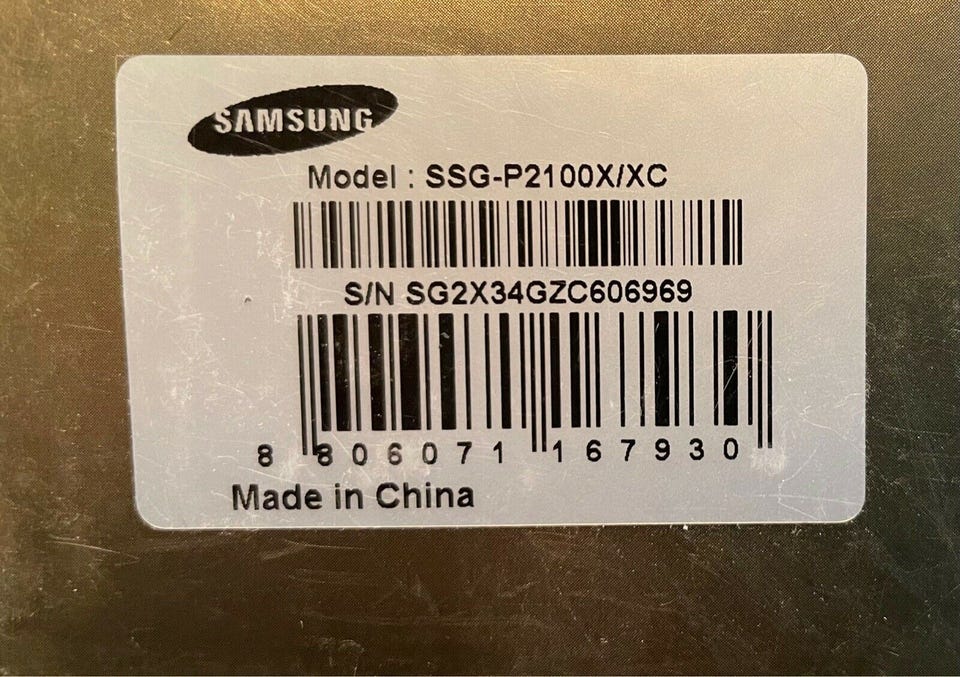 SAMSUNG
Model : SSG-P2100X/XC
S/N SG2X34GZC606969
8 806071 167930
Made in China